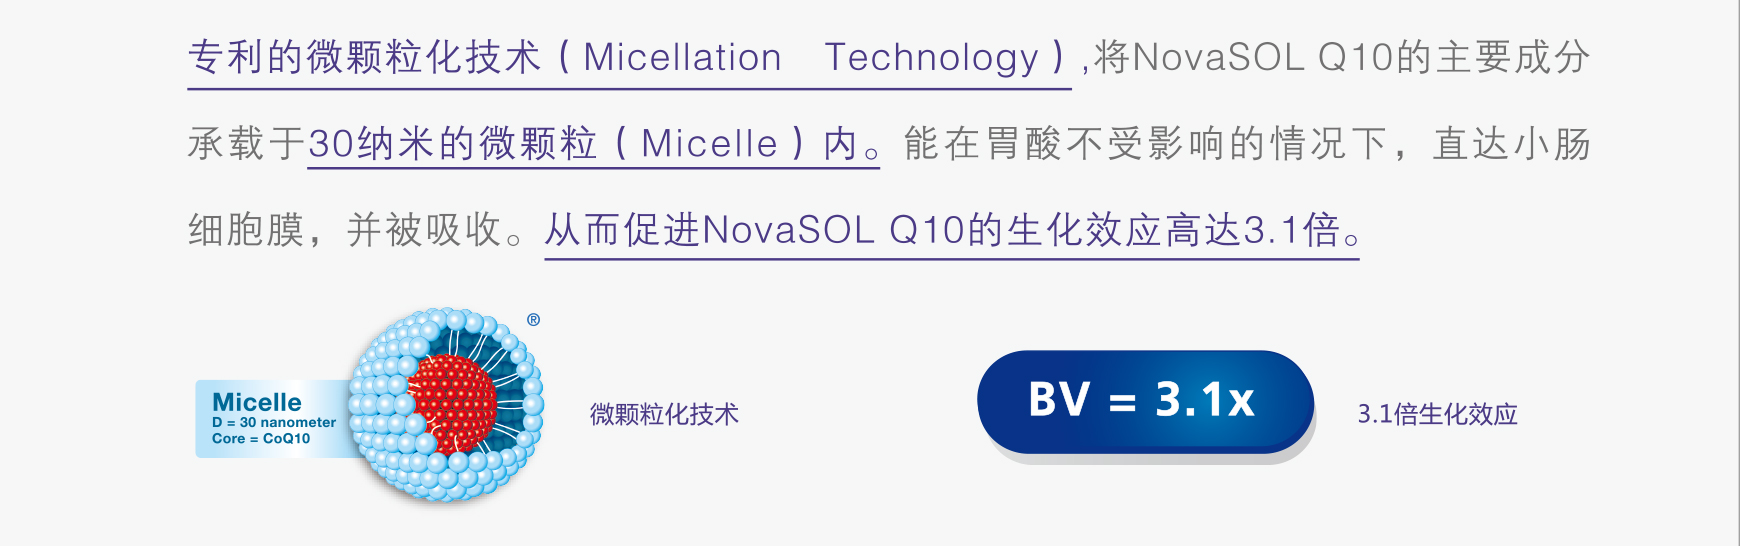 专利的微颗粒化技术（Micellation Technology）,将NovaSOL Q10的主要成分
承载于30纳米的微颗粒（Micelle）内。能在胃酸不受影响的情况下，直达小肠
细胞膜，并被吸收。从而促进NovaSOL Q10的生化效应高达3.1倍。
®
Micelle
D = 30 nanometer
Core = CoQ10
微颗粒化技术
BV = 3.1x
3.1倍生化效应